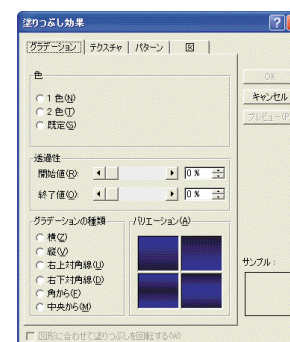 塗りつぶし効果
グラデーション テクスチャ パターン 図
色
1 色(N)
2 色(T)
既定(S)
OK
キャンセル
プレビュー(P
透過性
開始値(R): 0 %
終了値(O): 0 %
グラデーションの種類
横(Z)
縦(V)
右上対角線(U)
右下対角線(D)
角から(F)
中央から(M)
バリエーション(A)
サンプル :
図形に合わせて塗りつぶしを回転する(W)